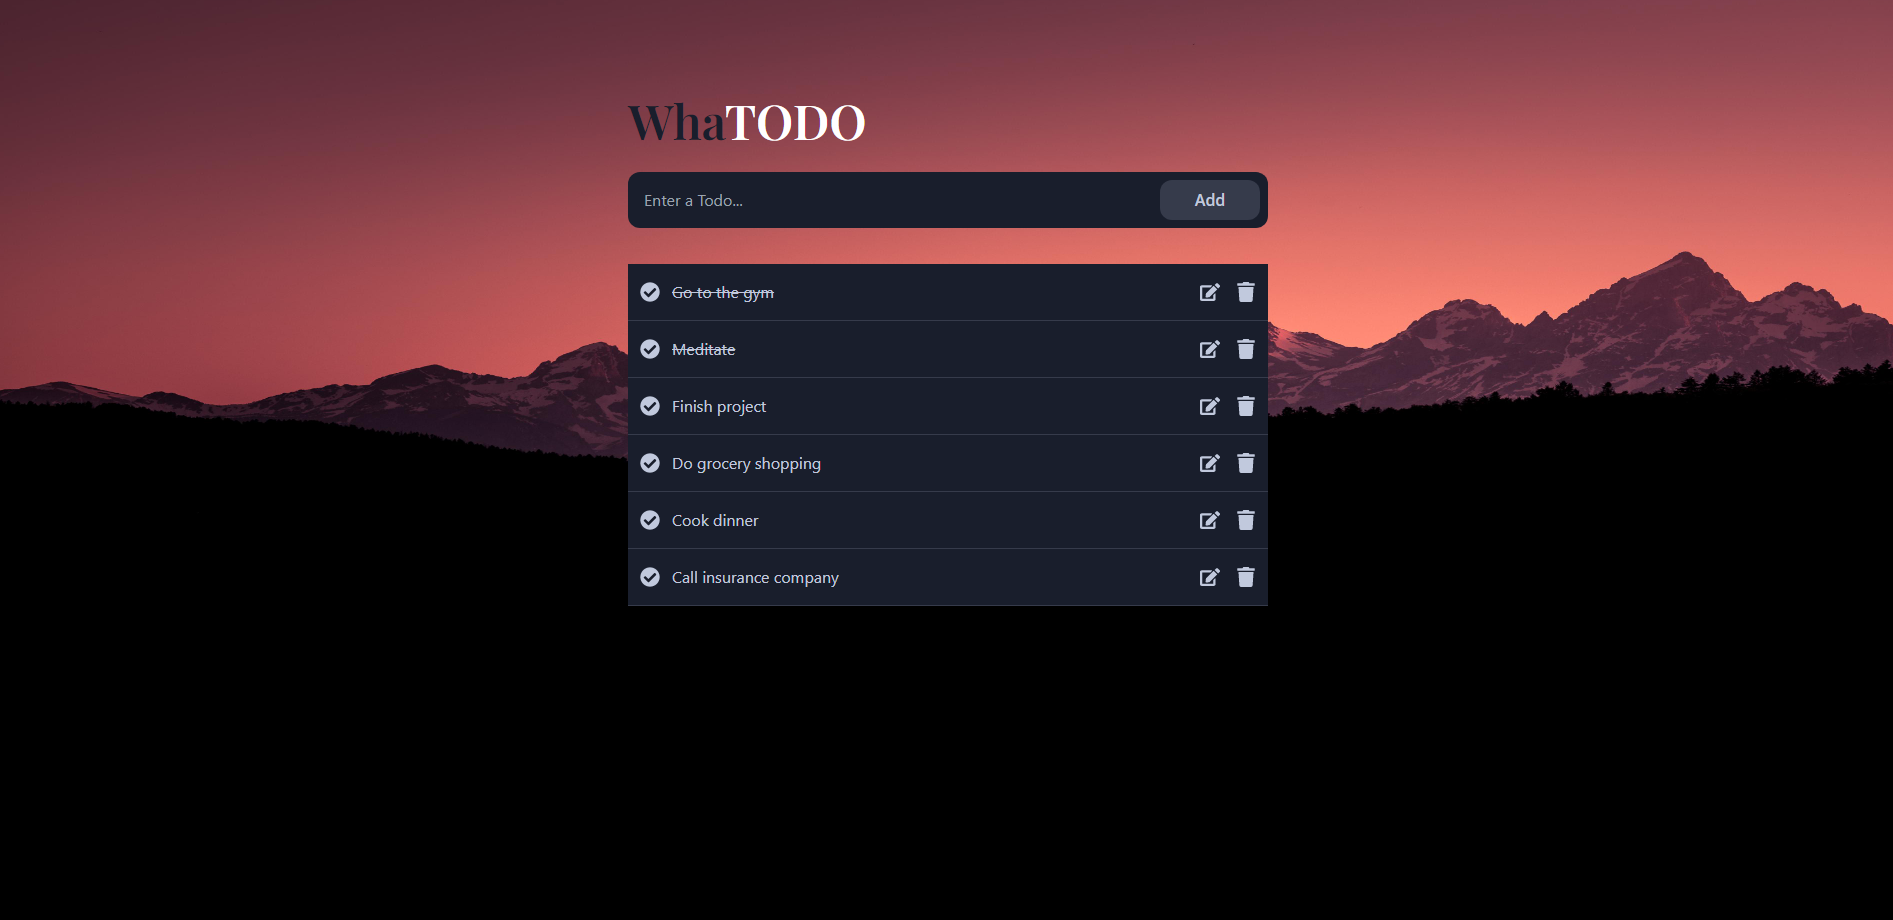 WhaTODO
Enter a Todo...
Add
Go to the gym
Meditate
Finish project
Do grocery shopping
Cook dinner
Call insurance company